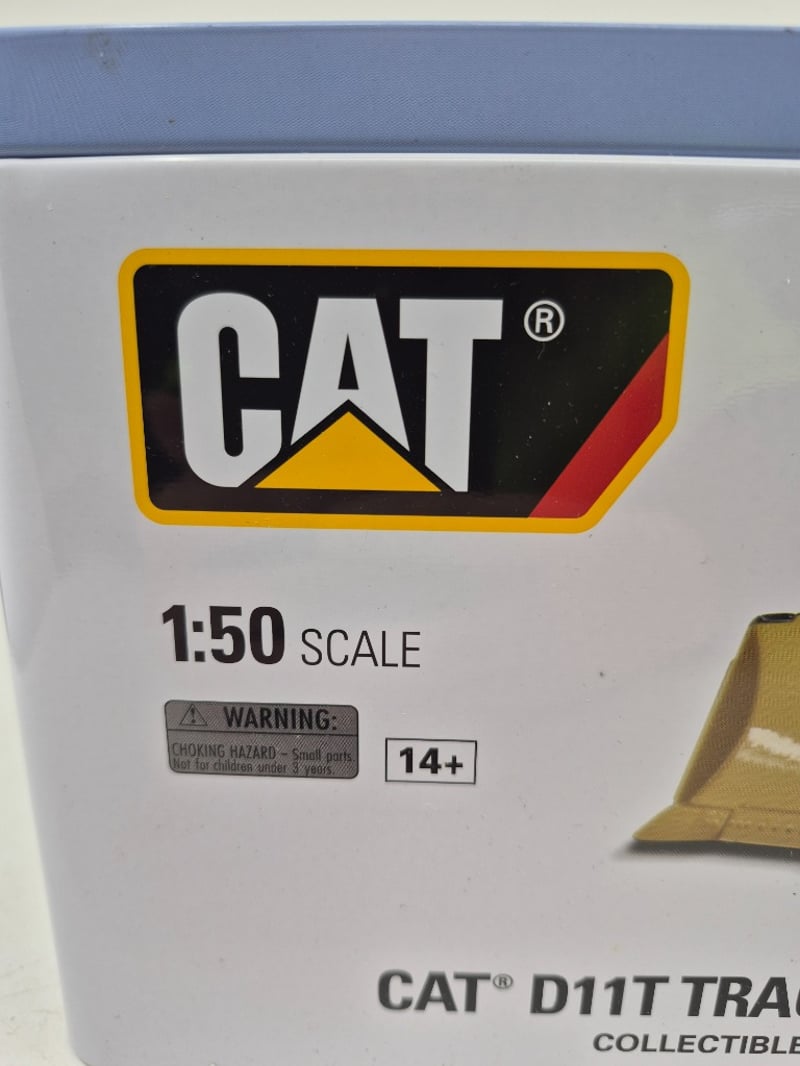 CAT®
1:50 SCALE
⚠ WARNING:
CHOKING HAZARD – Small parts.
Not for children under 3 years.
14+
CAT® D11T TRA
COLLECTIBLE